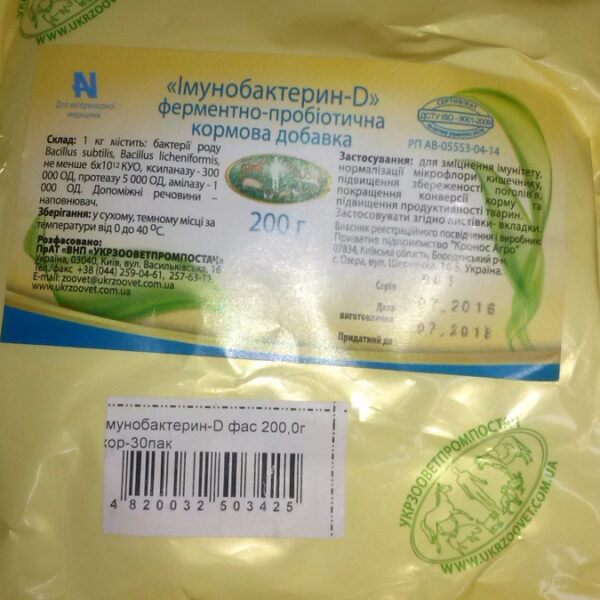 WWW.UKRZOOVET
Для ветеринарної
медицини
«Імунобактерин-D»
ферментно-пробіотична
кормова добавка
СЕРТИФІКАТ
ДСТУ ISO - 9001-2009
РП АВ-05553-04-14
Склад: 1 кг містить: бактерії роду
Bacillus subtilis, Bacillus licheniformis,
не менше 6х10¹² КУО, ксиланазу - 300
000 ОД, протеазу 5 000 ОД, амілазу - 1
000 ОД. Допоміжні речовини –
наповнювач.
Зберігання: у сухому, темному місці за
температури від 0 до 40 ºС.
Розфасовано:
ПрАТ «ВНП «УКРЗООВЕТПРОМПОСТАЧ»
Україна, 03040, Київ, вул. Васильківська, 16
Тел./факс +38 (044) 259-04-61, 257-63-11
E-mail: zoovet@ukrzoovet.com.ua
www.ukrzoovet.com.ua
200 г
Застосування: для зміцнення імунітету,
нормалізації мікрофлори кишечнику,
підвищення збереженості поголів'я,
покращення конверсії корму та
підвищення продуктивності тварин.
Застосовувати згідно листівки- вкладки.
Власник реєстраційного посвідчення і виробник:
Приватне підприємство "Кронос Агро"
07834, Київська область, Бородянський р-н,
с. Озера, вул. Шевченка, 16-Б, Україна.
Серія 001
Дата
виготовлення 07.2016
Придатний до 07.2018
мунобактерин-D фас 200,0г
кор-30пак
4 820032 503425
УКРЗООВЕТПРОМПОСТАЧ
WWW.UKRZOOVET.COM.UA